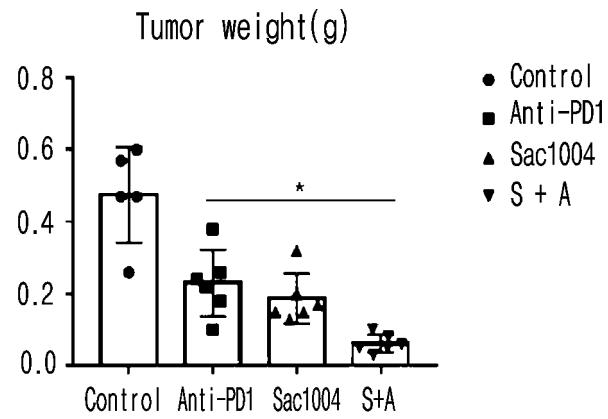 Tumor weight(g)
0.8
0.6
0.4
0.2
0.0
*
Control
Anti-PD1
Sac1004
S + A
Control Anti-PD1 Sac1004 S+A